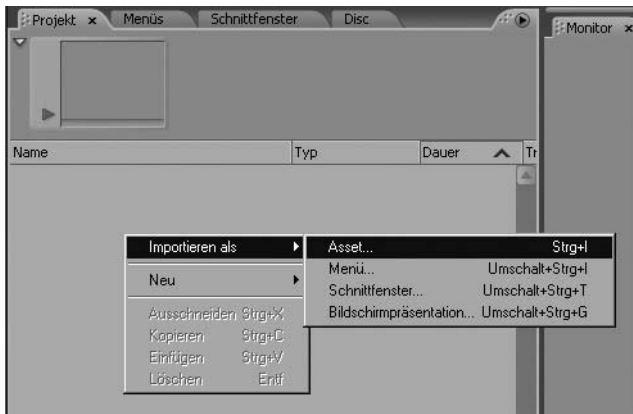 Projekt × Menüs Schnittfenster Disc
Monitor ×
Name Typ Dauer Tr
Importieren als
Neu
Ausschneiden Strg+X
Kopieren Strg+C
Einfügen Strg+V
Löschen Entf
Asset... Strg+I
Menü... Umschalt+Strg+I
Schnittfenster... Umschalt+Strg+T
Bildschirmpräsentation... Umschalt+Strg+G